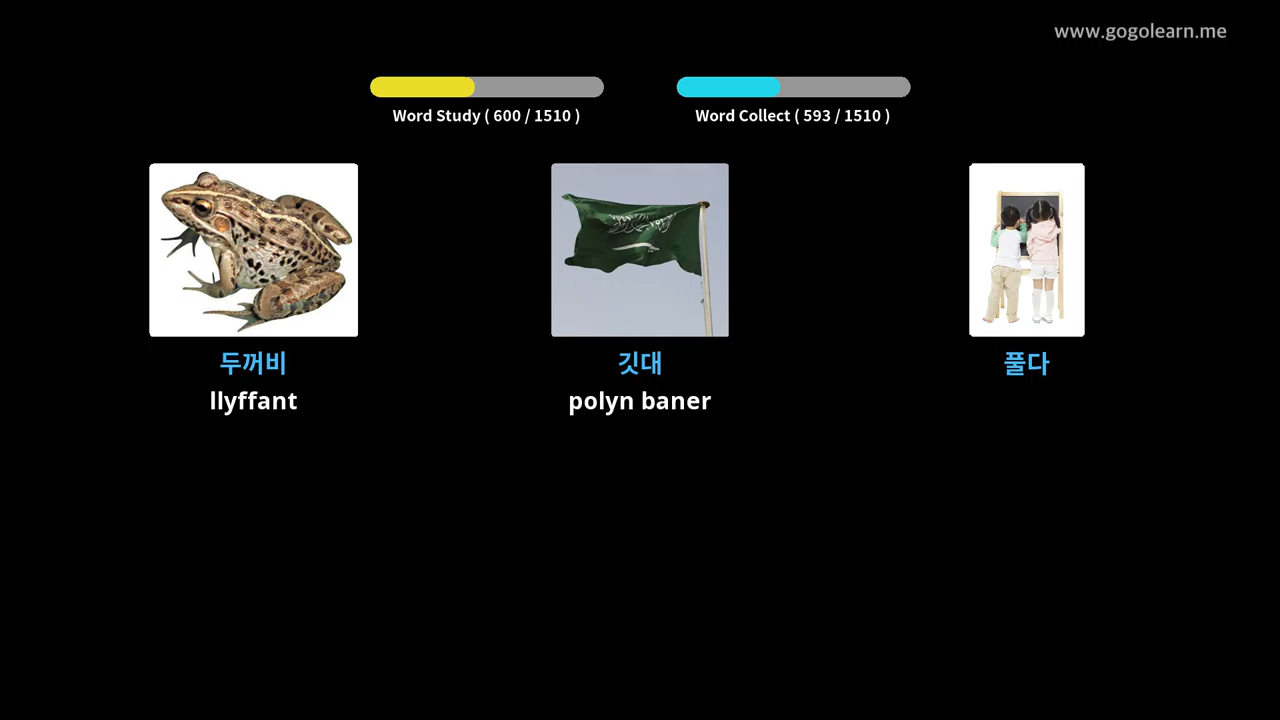 www.gogolearn.me
Word Study ( 600 / 1510 )
Word Collect ( 593 / 1510 )
두꺼비
llyffant
깃대
polyn baner
풀다